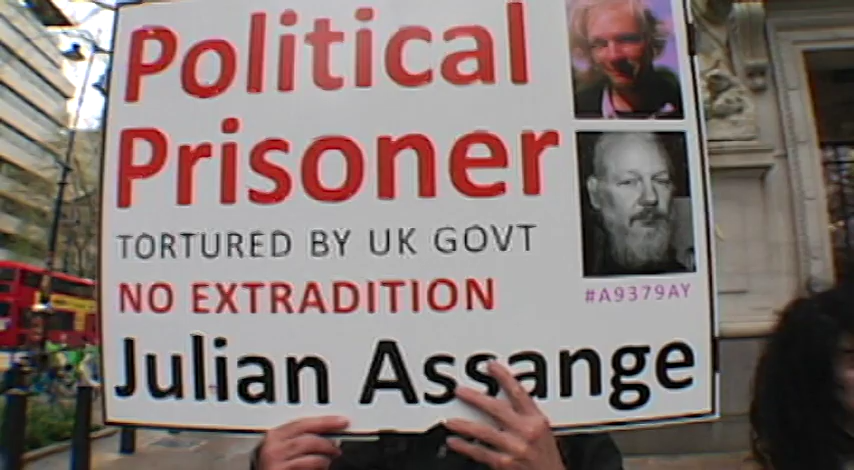 Political
Prisoner
TORTURED BY UK GOVT
NO EXTRADITION
#A9379AY
Julian Assange